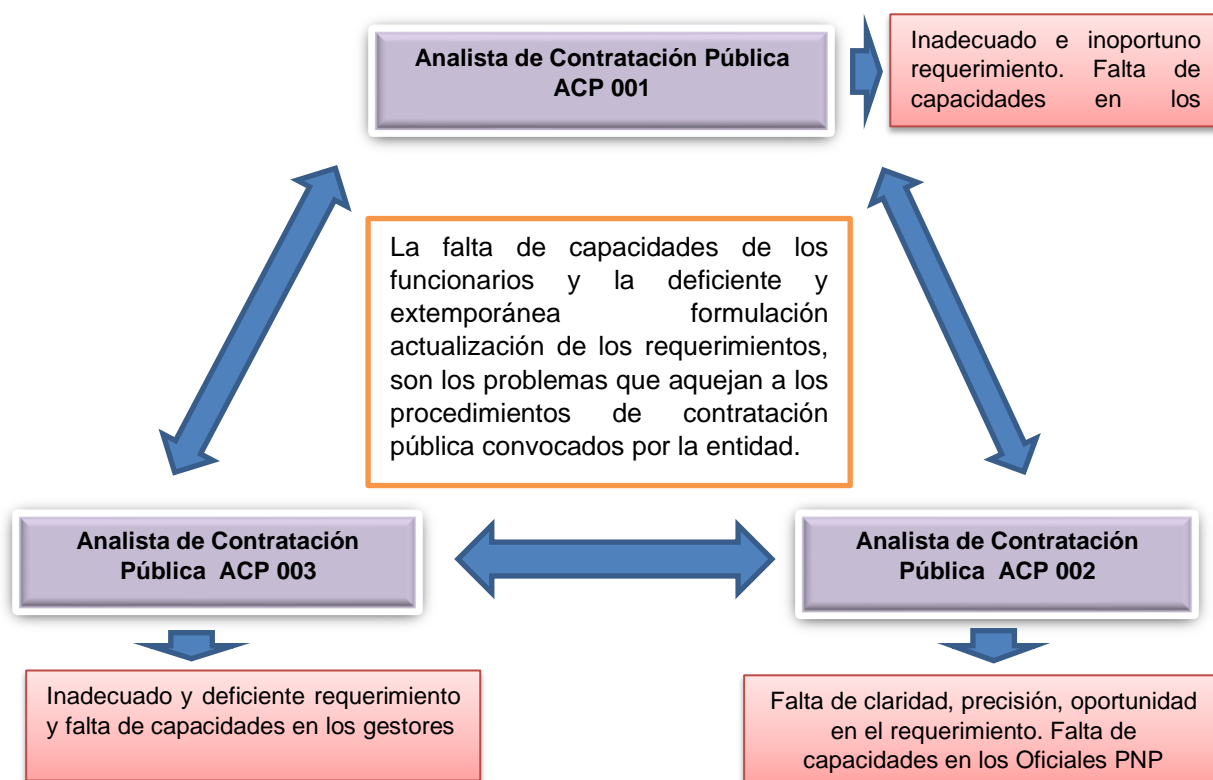 Analista de Contratación Pública
ACP 001
Inadecuado e inoportuno
requerimiento. Falta de
capacidades en los
La falta de capacidades de los
funcionarios y la deficiente y
extemporánea formulación
actualización de los requerimientos,
son los problemas que aquejan a los
procedimientos de contratación
pública convocados por la entidad.
Analista de Contratación
Pública ACP 003
Analista de Contratación
Pública ACP 002
Inadecuado y deficiente requerimiento
y falta de capacidades en los gestores
Falta de claridad, precisión, oportunidad
en el requerimiento. Falta de
capacidades en los Oficiales PNP